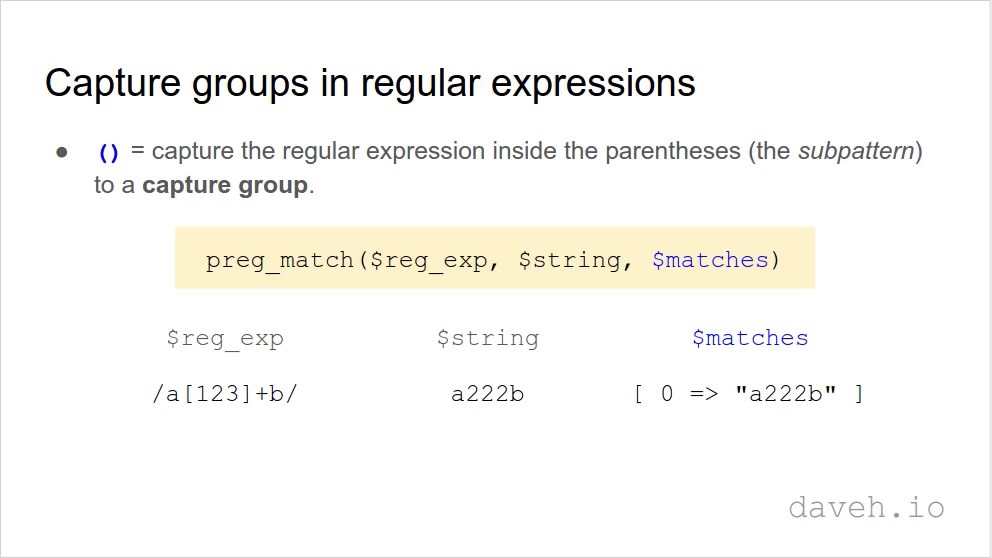 Capture groups in regular expressions
● () = capture the regular expression inside the parentheses (the subpattern)
to a capture group.
preg_match($reg_exp, $string, $matches)
$reg_exp $string $matches
/a[123]+b/ a222b [ 0 => "a222b" ]
daveh.io